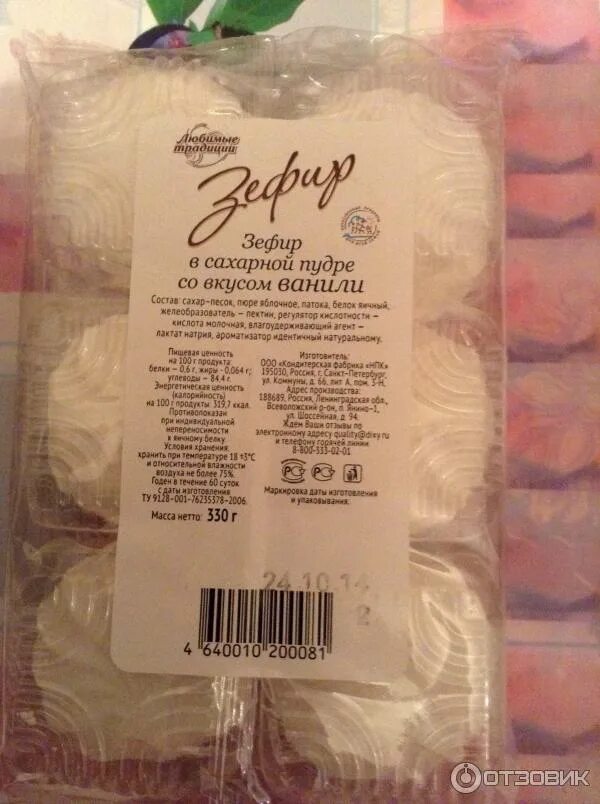 Любимые
традиции
Зефир
Зефир
в сахарной пудре
со вкусом ванили
Состав: сахар-песок, пюре яблочное, патока, белок яичный,
желеобразователь — пектин, регулятор кислотности —
кислота молочная, влагоудерживающий агент —
лактат натрия, ароматизатор идентичный натуральному.
Пищевая ценность
на 100 г продукта:
белки — 0,6 г, жиры - 0,064 г;
углеводы — 84,4 г.
Энергетическая ценность
(калорийность)
на 100 г продукты: 319,7 ккал.
Противопоказан
при индивидуальной
непереносимости
к яичному белку.
Условия хранения
хранить при температуре 18 ±3°С
и относительной влажности
воздуха не более 75%.
Годен в течение 60 суток
с даты изготовления
ТУ 9128-001-76235378-2006.
Масса нетто: 330 г
Изготовитель:
ООО «Кондитерская фабрика «НПК»
195030, Россия, г. Санкт-Петербург,
ул. Коммуны, д. 66, лит А, пом. 3-Н.
Адрес производства:
188689, Россия, Ленинградская обл.,
Всеволожский р-он, п. Янино-1,
ул. Шоссейная, д. 94.
Ждем Ваши отзывы по
электронному адресу quality@dixy.ru
и телефону горячей линии
8-800-333-02-01
Маркировка даты изготовления
и упаковывания:
24.10.14
2
4 640010 200081
ОТЗОВИК